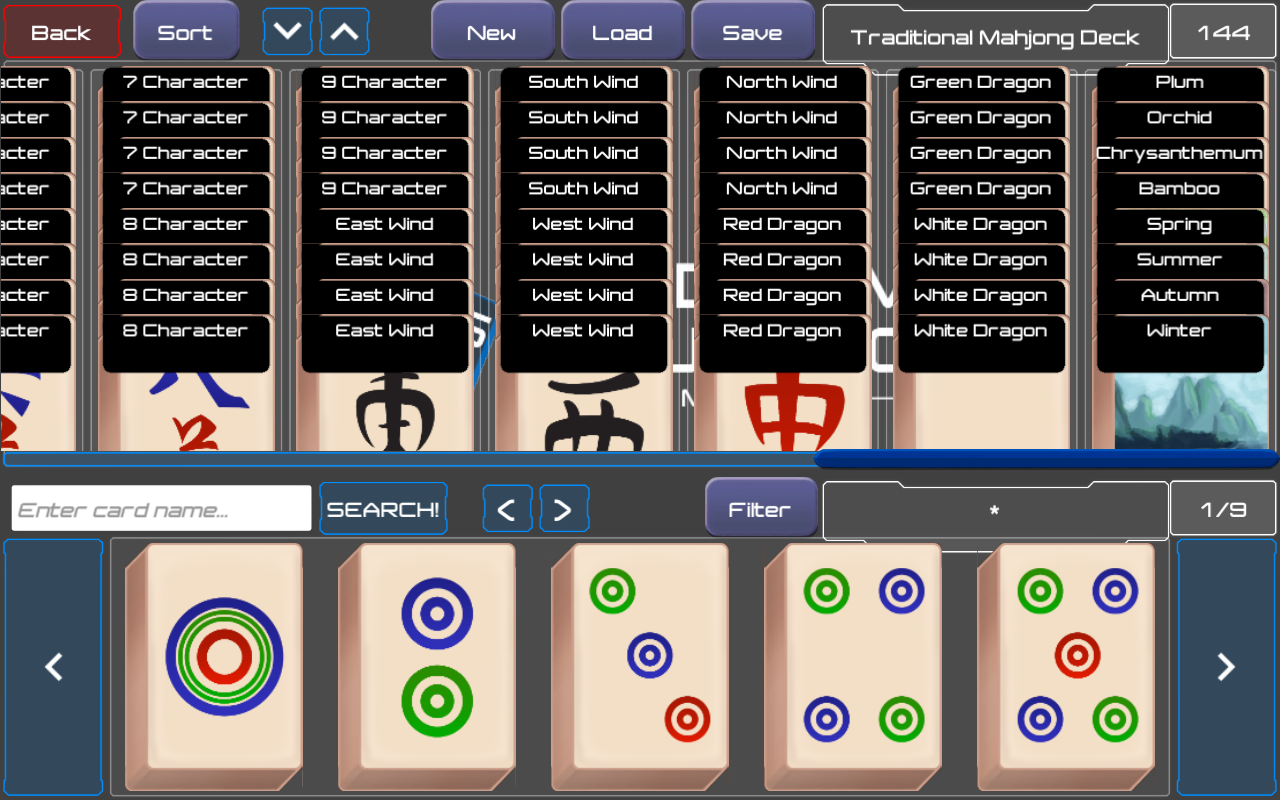 Back
Sort
New
Load
Save
Traditional Mahjong Deck
144
acter
7 Character
9 Character
South Wind
North Wind
Green Dragon
Plum
acter
7 Character
9 Character
South Wind
North Wind
Green Dragon
Orchid
acter
7 Character
9 Character
South Wind
North Wind
Green Dragon
Chrysanthemum
acter
7 Character
9 Character
South Wind
North Wind
Green Dragon
Bamboo
acter
8 Character
East Wind
West Wind
Red Dragon
White Dragon
Spring
acter
8 Character
East Wind
West Wind
Red Dragon
White Dragon
Summer
acter
8 Character
East Wind
West Wind
Red Dragon
White Dragon
Autumn
acter
8 Character
East Wind
West Wind
Red Dragon
White Dragon
Winter
Enter card name...
SEARCH!
<
>
Filter
*
1/9
<
>